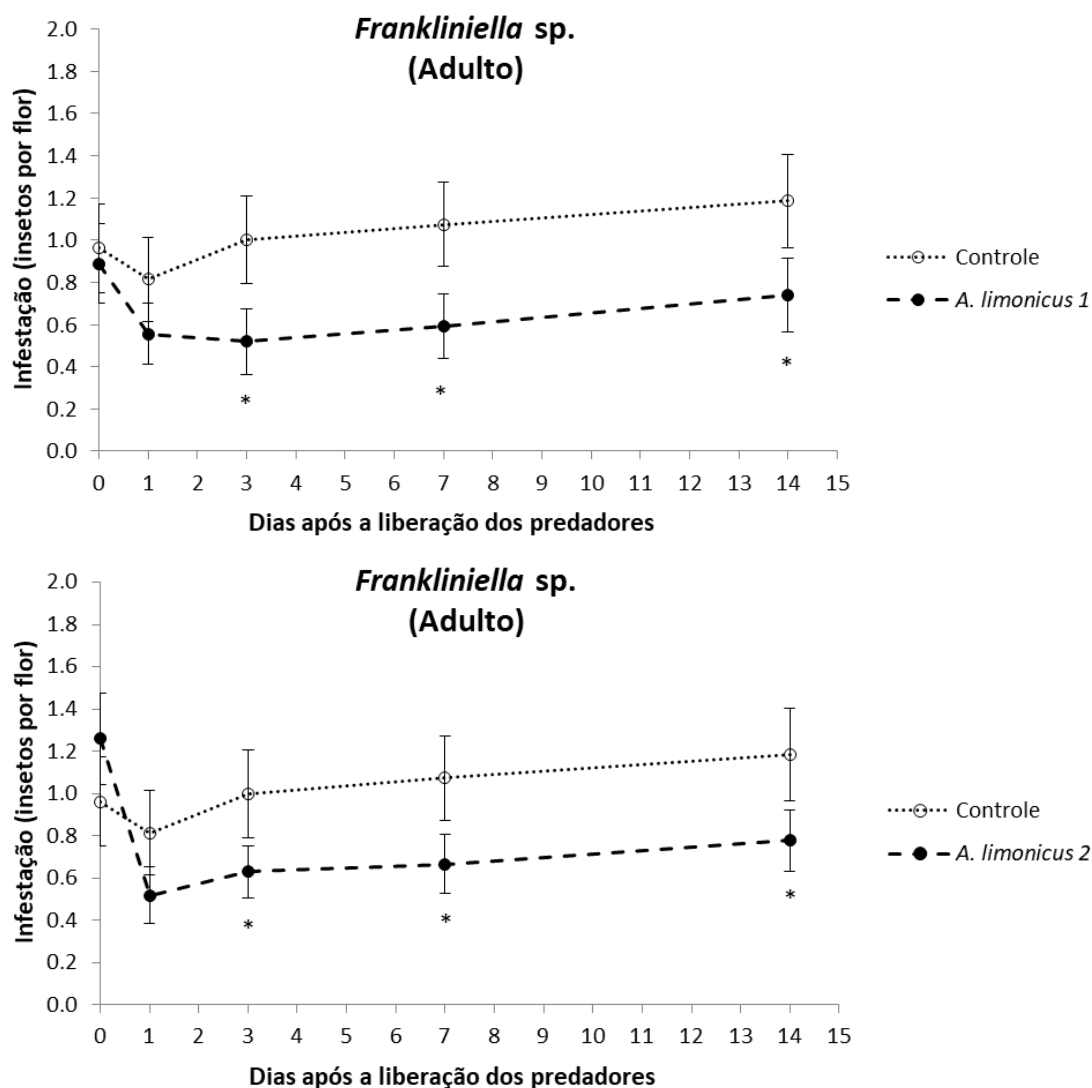 Frankliniella sp.
(Adulto)
2.0
1.8
1.6
1.4
1.2
1.0
0.8
0.6
0.4
0.2
0.0
Infestação (insetos por flor)
* * *
0 1 2 3 4 5 6 7 8 9 10 11 12 13 14 15
Dias após a liberação dos predadores
Controle
A. limonicus 1
Frankliniella sp.
(Adulto)
2.0
1.8
1.6
1.4
1.2
1.0
0.8
0.6
0.4
0.2
0.0
Infestação (insetos por flor)
* * *
0 1 2 3 4 5 6 7 8 9 10 11 12 13 14 15
Dias após a liberação dos predadores
Controle
A. limonicus 2